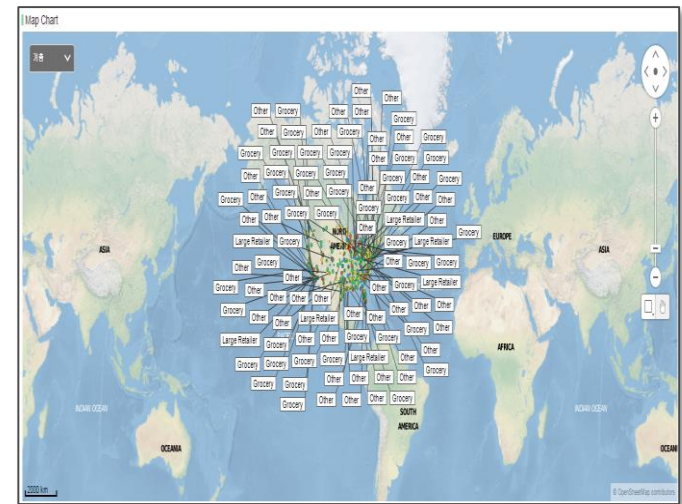 Map Chart
계층
Other
Other
Other Grocery Other Other Grocery
Other Grocery Other Grocery Other Other Grocery
Grocery Grocery Grocery Grocery Other Grocery Grocery
Other Grocery Grocery Grocery Grocery Other Grocery
Grocery Other Grocery Other Grocery Other Grocery Other Other
Other Other Grocery Grocery Grocery Large Retailer Other
Large Retailer Grocery NORTH Other Grocery Large Retailer Grocery EUROPE
ASIA AMERICA ASIA
Other Grocery Other Grocery Grocery
Grocery Other Other Other Grocery Large Retailer
Other Other Other
Grocery Other Other Large Retailer Other Other Other Other Other
Large Retailer Grocery Other Other Grocery Grocery Grocery Other
Grocery Grocery Grocery Grocery Large Retailer Other Other AFRICA
Grocery Grocery Other Other Other Other Grocery
Grocery Other Other Other Grocery
INDIAN OCEAN SOUTH INDIAN OCEAN
AMERICA
OCEANIA OCEANI
2000 km © OpenStreetMap contributors